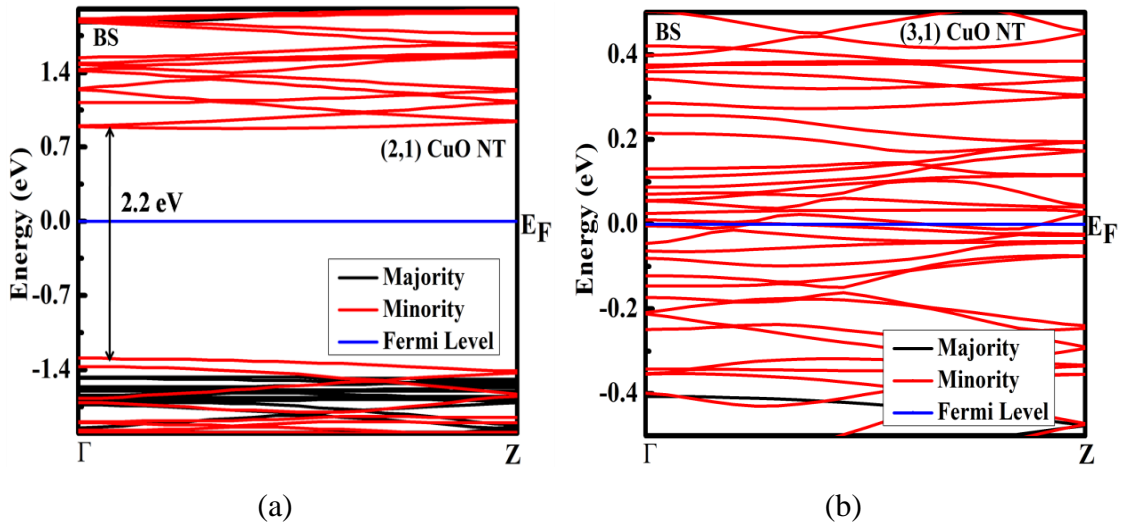 BS
(2,1) CuO NT
1.4
0.7
0.0
-0.7
-1.4
Energy (eV)
2.2 eV
E_F
Majority
Minority
Fermi Level
Γ
Z
(a)
BS
(3,1) CuO NT
0.4
0.2
0.0
-0.2
-0.4
Energy (eV)
E_F
Majority
Minority
Fermi Level
Γ
Z
(b)